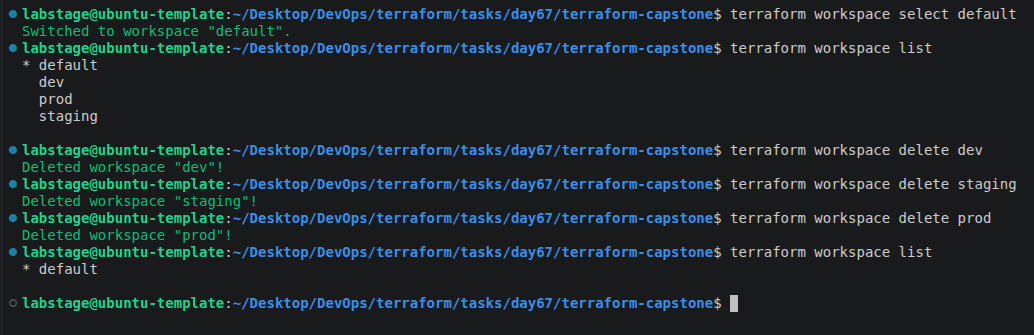 labstage@ubuntu-template:~/Desktop/DevOps/terraform/tasks/day67/terraform-capstone$ terraform workspace select default
Switched to workspace "default".
labstage@ubuntu-template:~/Desktop/DevOps/terraform/tasks/day67/terraform-capstone$ terraform workspace list
* default
  dev
  prod
  staging

labstage@ubuntu-template:~/Desktop/DevOps/terraform/tasks/day67/terraform-capstone$ terraform workspace delete dev
Deleted workspace "dev"!
labstage@ubuntu-template:~/Desktop/DevOps/terraform/tasks/day67/terraform-capstone$ terraform workspace delete staging
Deleted workspace "staging"!
labstage@ubuntu-template:~/Desktop/DevOps/terraform/tasks/day67/terraform-capstone$ terraform workspace delete prod
Deleted workspace "prod"!
labstage@ubuntu-template:~/Desktop/DevOps/terraform/tasks/day67/terraform-capstone$ terraform workspace list
* default

labstage@ubuntu-template:~/Desktop/DevOps/terraform/tasks/day67/terraform-capstone$